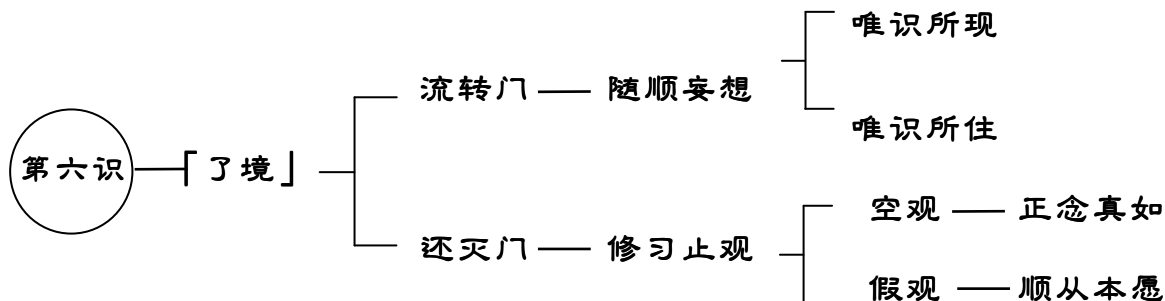 唯识所现
流转门 随顺妄想
唯识所住
第六识 「了境」
空观 正念真如
还灭门 修习止观
假观 顺从本愿